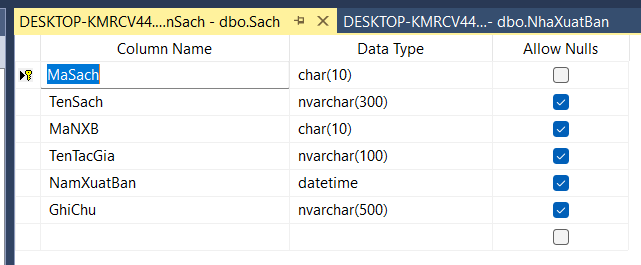 DESKTOP-KMRCV44....nSach - dbo.Sach DESKTOP-KMRCV44...- dbo.NhaXuatBan
Column Name Data Type Allow Nulls
MaSach char(10)
TenSach nvarchar(300)
MaNXB char(10)
TenTacGia nvarchar(100)
NamXuatBan datetime
GhiChu nvarchar(500)